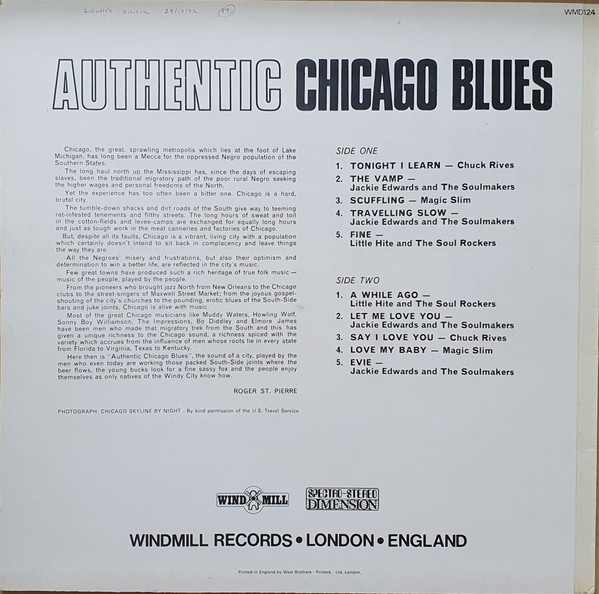 28/10/72
WMD124
AUTHENTIC CHICAGO BLUES
Chicago, the great, sprawling metropolis which lies at the foot of Lake
Michigan, has long been a Mecca for the oppressed Negro population of the
Southern States.
The long haul north up the Mississippi has, since the days of escaping
slaves, been the traditional migratory path of the poor rural Negro seeking
the higher wages and personal freedoms of the North.
Yet the experience has too often been a bitter one. Chicago is a hard,
brutal city.
The tumble-down shacks and dirt roads of the South give way to teeming
rat-infested tenements and filthy streets. The long hours of sweat and toil
in the cotton-fields and levee-camps are exchanged for equally long hours
and just as tough work in the meat canneries and factories of Chicago.
But, despite all its faults, Chicago is a vibrant, living city with a population
which certainly doesn't intend to sit back in complacency and leave things
the way they are.
All the Negroes' misery and frustrations, but also their optimism and
determination to win a better life, are reflected in the city's music.
Few great towns have produced such a rich heritage of true folk music—
music of the people, played by the people.
From the pioneers who brought jazz North from New Orleans to the Chicago
clubs to the street-singers of Maxwell Street Market; from the joyous gospel-
shouting of the city's churches to the pounding; erotic blues of the South-Side
bars and juke joints, Chicago is alive with music.
Most of the great Chicago musicians like Muddy Waters, Howling Wolf,
Sonny Boy Williamson, The Impressions, Bo Diddley and Elmore James
have been men who made that migratory trek from the South and this has
given a unique richness to the Chicago sound, a richness spiced with the
variety which accrues from the influence of men whose roots lie in every state
from Florida to Virginia, Texas to Kentucky.
Here then is "Authentic Chicago Blues", the sound of a city, played by the
men who even today are working those packed South-Side joints where the
beer flows, the young bucks look for a fine sassy fox and the people enjoy
themselves as only natives of the Windy City know how.
ROGER ST. PIERRE
PHOTOGRAPH: CHICAGO SKYLINE BY NIGHT - By kind permission of the U.S. Travel Service
SIDE ONE
1. TONIGHT I LEARN — Chuck Rives
2. THE VAMP —
Jackie Edwards and The Soulmakers
3. SCUFFLING — Magic Slim
4. TRAVELLING SLOW —
Jackie Edwards and The Soulmakers
5. FINE —
Little Hite and The Soul Rockers
SIDE TWO
1. A WHILE AGO —
Little Hite and The Soul Rockers
2. LET ME LOVE YOU —
Jackie Edwards and The Soulmakers
3. SAY I LOVE YOU — Chuck Rives
4. LOVE MY BABY — Magic Slim
5. EVIE —
Jackie Edwards and The Soulmakers
WIND MILL
SPECTRO-STEREO
DIMENSION
WINDMILL RECORDS • LONDON • ENGLAND
Printed in England by West Brothers · Printers · Ltd. London.